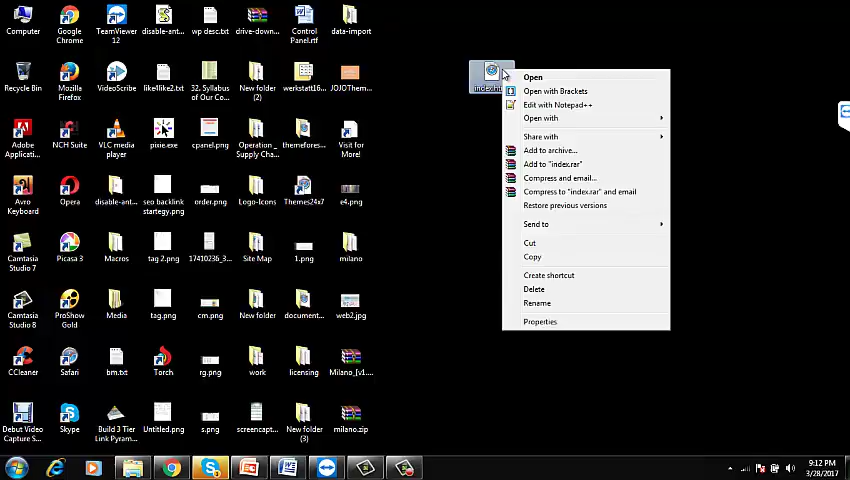 Computer
Google
Chrome
TeamViewer
12
disable-ant...
wp desc.txt
drive-down...
Control
Panel.rtf
data-import
Recycle Bin
Mozilla
Firefox
VideoScribe
like4like2.txt
32. Syllabus
of Our Co...
New folder
(2)
werkstatt16...
JOJOThem...
Adobe
Applicati...
NCH Suite
VLC media
player
pixie.exe
cpanel.png
Operation_
Supply Cha...
themefores...
Visit for
More!
Avro
Keyboard
Opera
disable-ant...
seo backlink
startegy.png
order.png
Logo-Icons
Themes24x7
e4.png
Camtasia
Studio 7
Picasa 3
Macros
tag 2.png
17410236_3...
Site Map
1.png
milano
Camtasia
Studio 8
ProShow
Gold
Media
tag.png
cm.png
New folder
document...
web2.jpg
CCleaner
Safari
bm.txt
Torch
rg.png
work
licensing
Milano_[v1....
Debut Video
Capture S...
Skype
Build 3 Tier
Link Pyram...
Untitled.png
s.png
screencapt...
New folder
(3)
milano.zip
Open
Open with Brackets
Edit with Notepad++
Open with
Share with
Add to archive...
Add to "index.rar"
Compress and email...
Compress to "index.rar" and email
Restore previous versions
Send to
Cut
Copy
Create shortcut
Delete
Rename
Properties
9:12 PM
3/28/2017